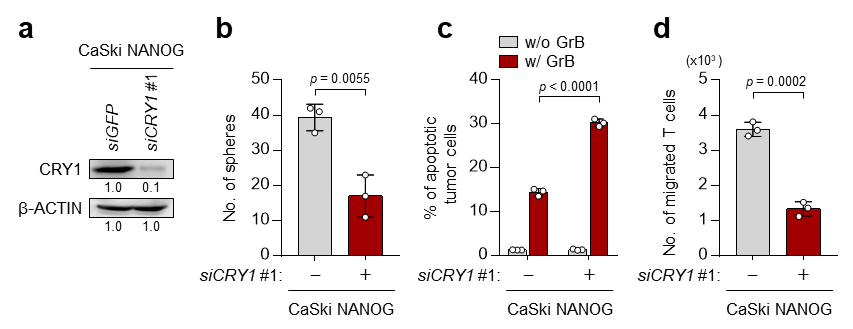 a
CaSki NANOG
siGFP
siCRY1 #1
CRY1
1.0 0.1
β-ACTIN
1.0 1.0
b
No. of spheres
50
40
30
20
10
0
p = 0.0055
siCRY1 #1: − +
CaSki NANOG
c
w/o GrB
w/ GrB
% of apoptotic
tumor cells
40
30
20
10
0
p < 0.0001
siCRY1 #1: − +
CaSki NANOG
d
(x10³)
No. of migrated T cells
5
4
3
2
1
0
p = 0.0002
siCRY1 #1: − +
CaSki NANOG